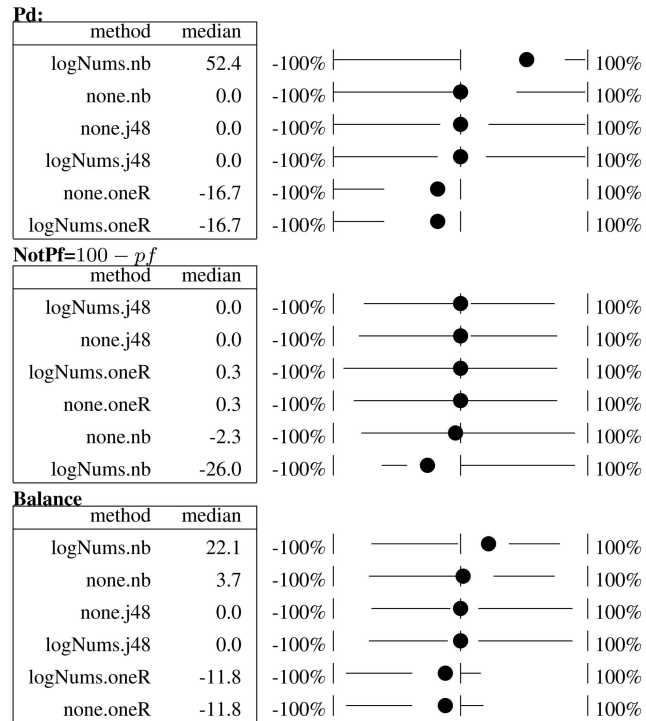 Pd:
method median
logNums.nb 52.4 -100% 100%
none.nb 0.0 -100% 100%
none.j48 0.0 -100% 100%
logNums.j48 0.0 -100% 100%
none.oneR -16.7 -100% 100%
logNums.oneR -16.7 -100% 100%
NotPf=100 − pf
method median
logNums.j48 0.0 -100% 100%
none.j48 0.0 -100% 100%
logNums.oneR 0.3 -100% 100%
none.oneR 0.3 -100% 100%
none.nb -2.3 -100% 100%
logNums.nb -26.0 -100% 100%
Balance
method median
logNums.nb 22.1 -100% 100%
none.nb 3.7 -100% 100%
none.j48 0.0 -100% 100%
logNums.j48 0.0 -100% 100%
logNums.oneR -11.8 -100% 100%
none.oneR -11.8 -100% 100%